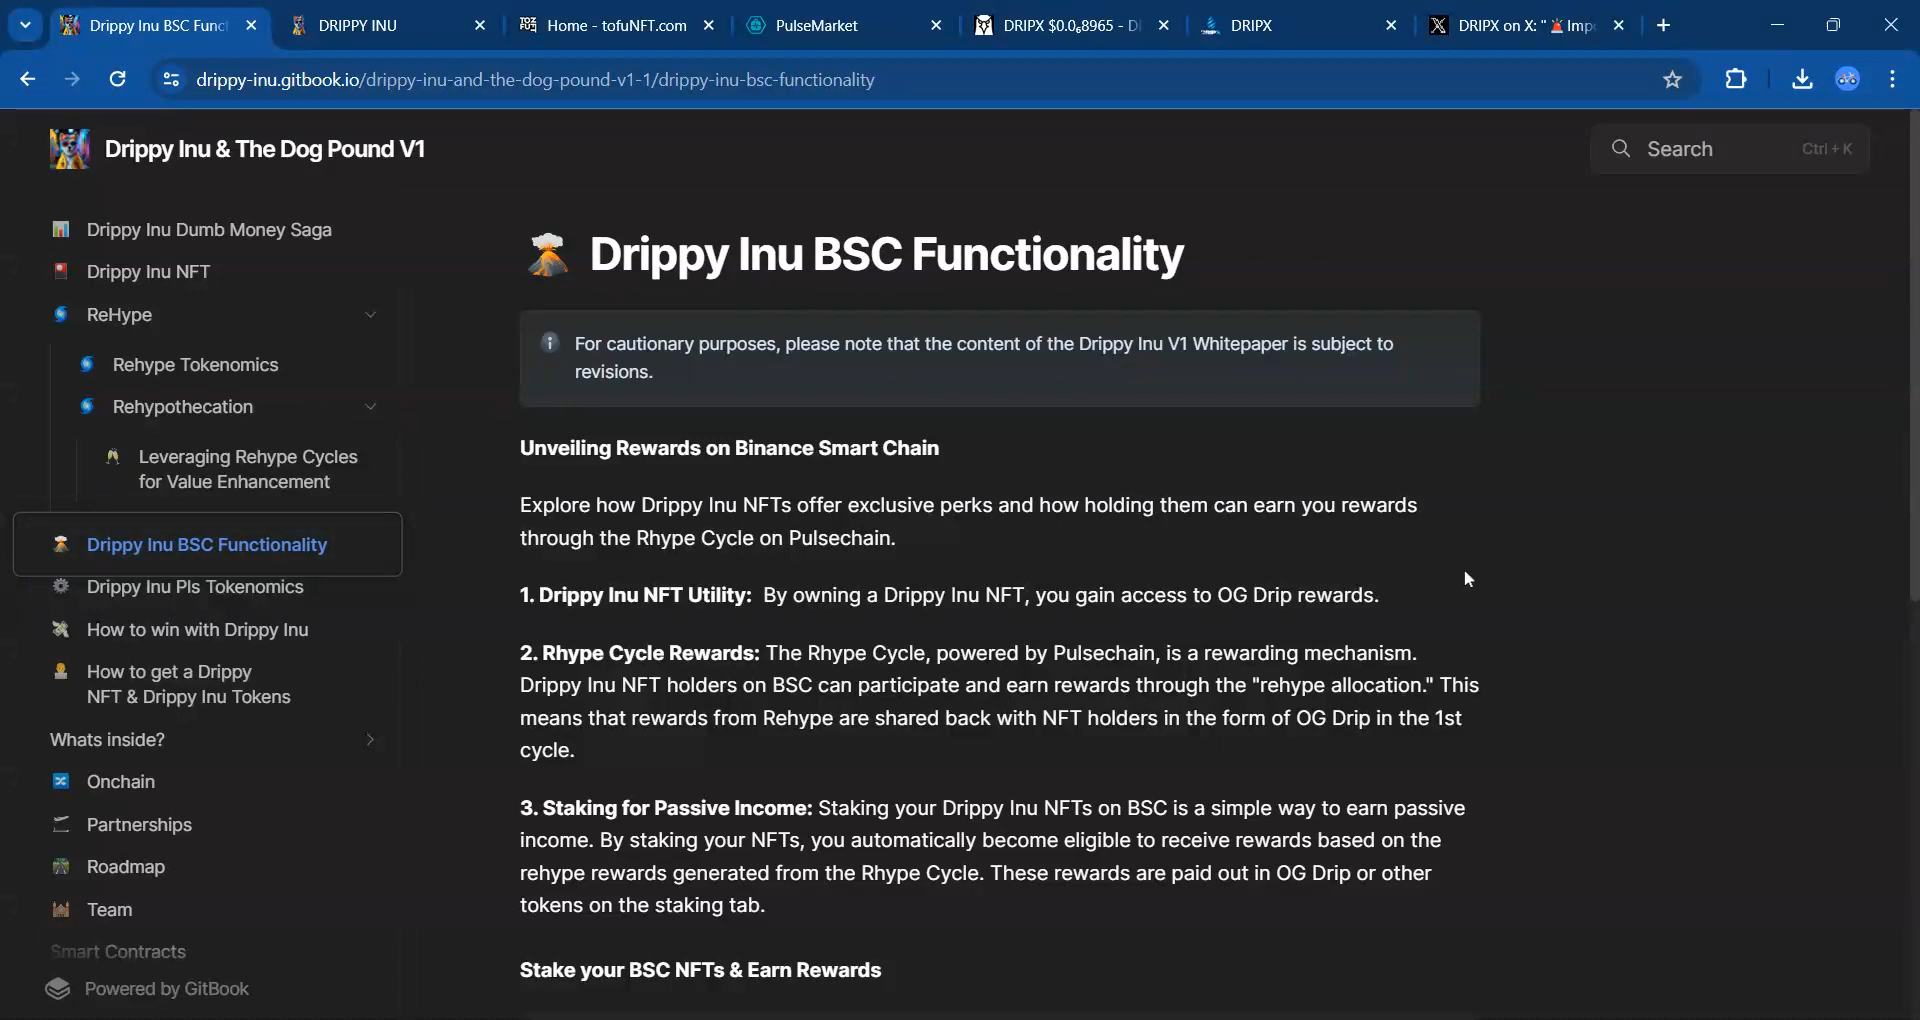 Drippy Inu BSC Func
DRIPPY INU
Home - tofuNFT.com
PulseMarket
DRIPX $0.0₆8965 - D
DRIPX
DRIPX on X: "🚨Imp
drippy-inu.gitbook.io/drippy-inu-and-the-dog-pound-v1-1/drippy-inu-bsc-functionality
Drippy Inu & The Dog Pound V1
Search
Ctrl + K
Drippy Inu Dumb Money Saga
Drippy Inu NFT
ReHype
Rehype Tokenomics
Rehypothecation
Leveraging Rehype Cycles
for Value Enhancement
Drippy Inu BSC Functionality
Drippy Inu Pls Tokenomics
How to win with Drippy Inu
How to get a Drippy
NFT & Drippy Inu Tokens
Whats inside?
Onchain
Partnerships
Roadmap
Team
Smart Contracts
Powered by GitBook
Drippy Inu BSC Functionality
For cautionary purposes, please note that the content of the Drippy Inu V1 Whitepaper is subject to
revisions.
Unveiling Rewards on Binance Smart Chain
Explore how Drippy Inu NFTs offer exclusive perks and how holding them can earn you rewards
through the Rhype Cycle on Pulsechain.
1. Drippy Inu NFT Utility: By owning a Drippy Inu NFT, you gain access to OG Drip rewards.
2. Rhype Cycle Rewards: The Rhype Cycle, powered by Pulsechain, is a rewarding mechanism.
Drippy Inu NFT holders on BSC can participate and earn rewards through the "rehype allocation." This
means that rewards from Rehype are shared back with NFT holders in the form of OG Drip in the 1st
cycle.
3. Staking for Passive Income: Staking your Drippy Inu NFTs on BSC is a simple way to earn passive
income. By staking your NFTs, you automatically become eligible to receive rewards based on the
rehype rewards generated from the Rhype Cycle. These rewards are paid out in OG Drip or other
tokens on the staking tab.
Stake your BSC NFTs & Earn Rewards